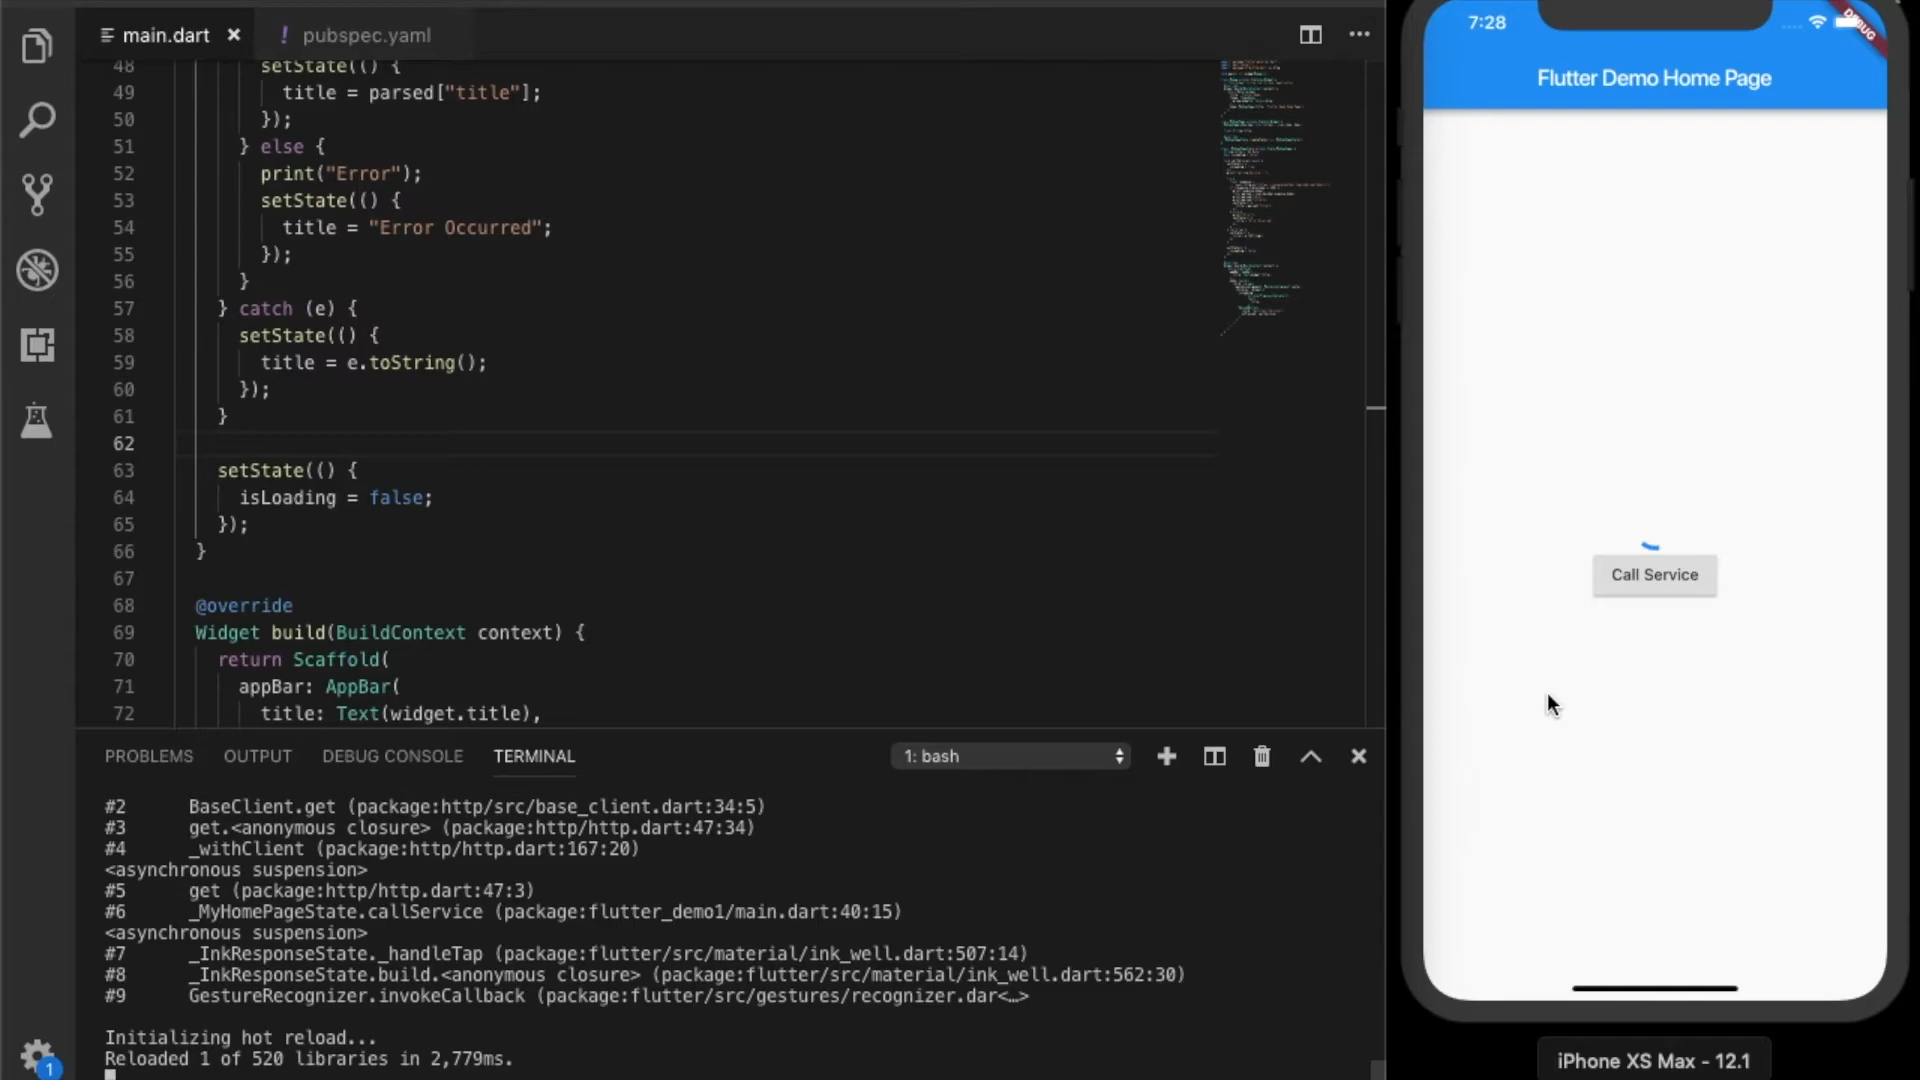 main.dart
pubspec.yaml
48 setState(() {
49 title = parsed["title"];
50 });
51 } else {
52 print("Error");
53 setState(() {
54 title = "Error Occurred";
55 });
56 }
57 } catch (e) {
58 setState(() {
59 title = e.toString();
60 });
61 }
62
63 setState(() {
64 isLoading = false;
65 });
66 }
67
68 @override
69 Widget build(BuildContext context) {
70 return Scaffold(
71 appBar: AppBar(
72 title: Text(widget.title),
PROBLEMS OUTPUT DEBUG CONSOLE TERMINAL 1: bash
#2 BaseClient.get (package:http/src/base_client.dart:34:5)
#3 get.<anonymous closure> (package:http/http.dart:47:34)
#4 _withClient (package:http/http.dart:167:20)
<asynchronous suspension>
#5 get (package:http/http.dart:47:3)
#6 _MyHomePageState.callService (package:flutter_demo1/main.dart:40:15)
<asynchronous suspension>
#7 _InkResponseState._handleTap (package:flutter/src/material/ink_well.dart:507:14)
#8 _InkResponseState.build.<anonymous closure> (package:flutter/src/material/ink_well.dart:562:30)
#9 GestureRecognizer.invokeCallback (package:flutter/src/gestures/recognizer.dar<…>
Initializing hot reload...
Reloaded 1 of 520 libraries in 2,779ms.
1
7:28
DEBUG
Flutter Demo Home Page
Call Service
iPhone XS Max - 12.1